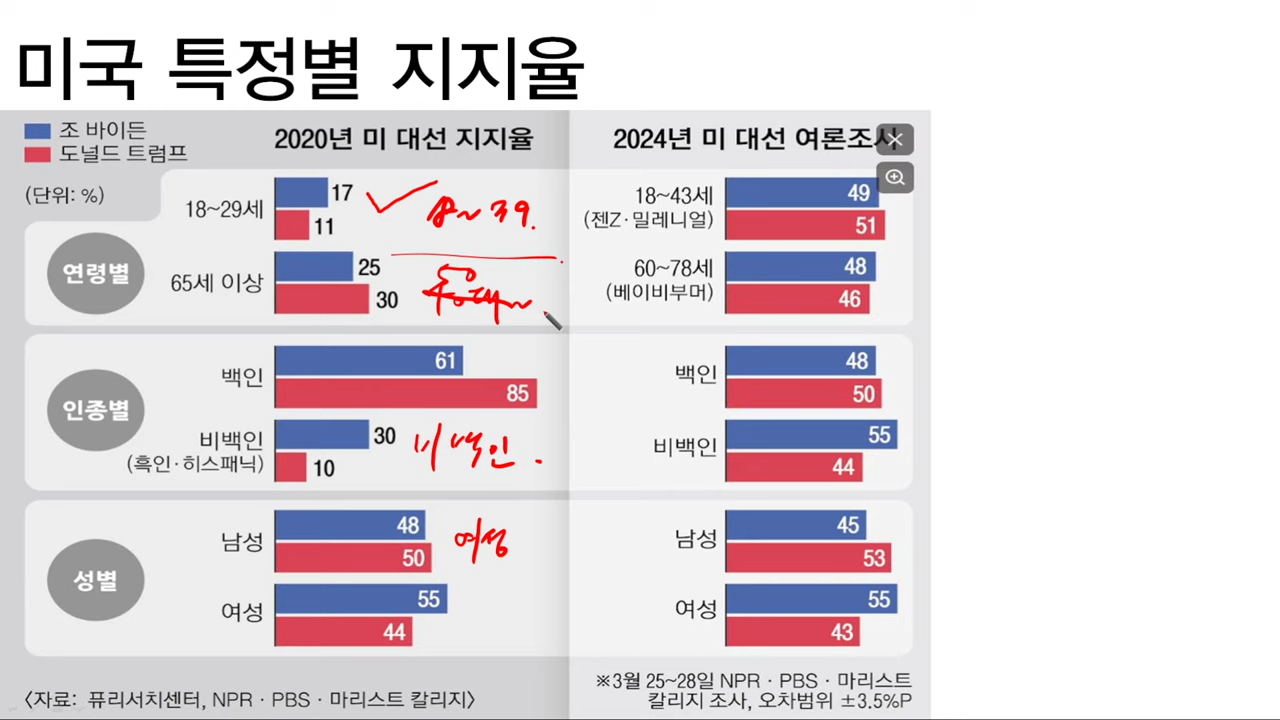 미국 특정별 지지율
조 바이든
도널드 트럼프
(단위: %)
2020년 미 대선 지지율
2024년 미 대선 여론조사
연령별
18~29세
17
11
~ 39.
65세 이상
25
30
50
18~43세
(젠Z·밀레니얼)
49
51
60~78세
(베이비부머)
48
46
인종별
백인
61
85
비백인
(흑인·히스패닉)
30
10
비백인.
백인
48
50
비백인
55
44
성별
남성
48
50
여성
여성
55
44
남성
45
53
여성
55
43
〈자료: 퓨리서치센터, NPR·PBS·마리스트 칼리지〉
※3월 25~28일 NPR·PBS·마리스트
칼리지 조사, 오차범위 ±3.5%P